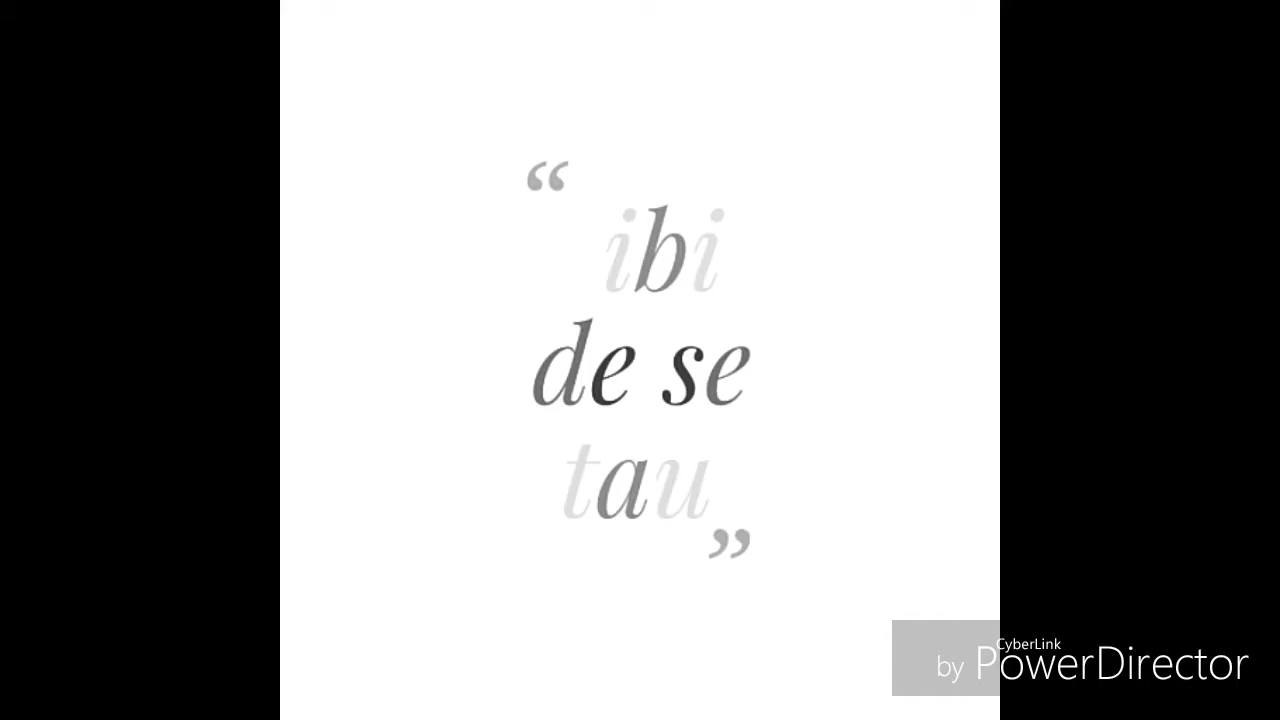 “
ibi
de se
tau
”
CyberLink
by PowerDirector